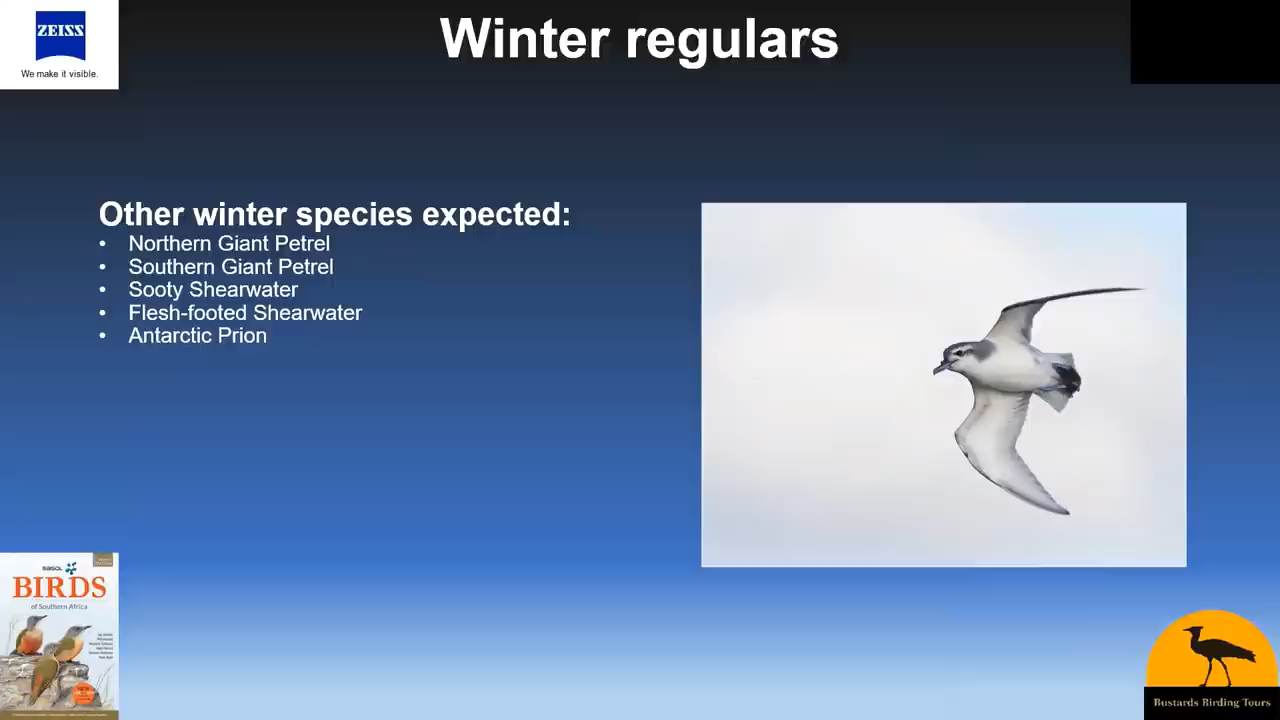 ZEISS
We make it visible.
Winter regulars
Other winter species expected:
• Northern Giant Petrel
• Southern Giant Petrel
• Sooty Shearwater
• Flesh-footed Shearwater
• Antarctic Prion
sasol
BIRDS
of Southern Africa
Bustards Birding Tours